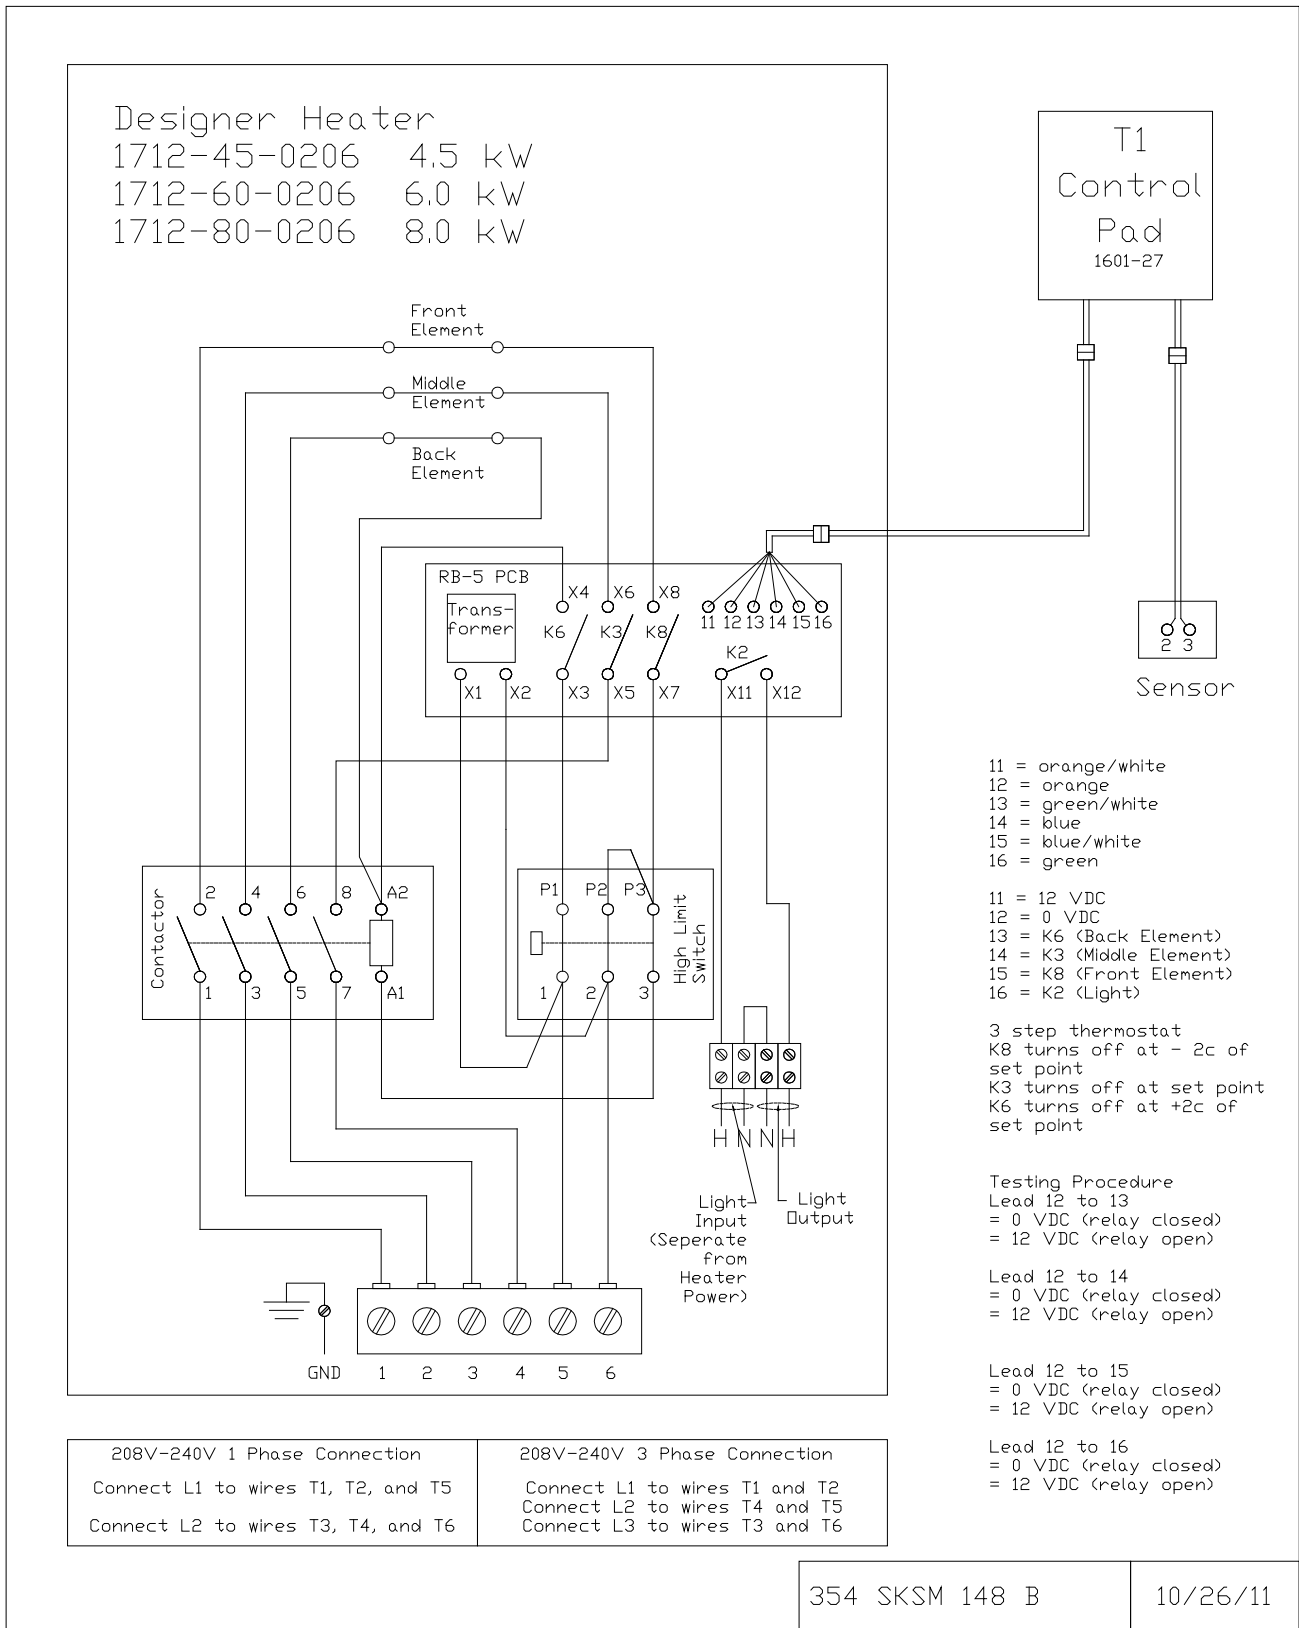 Designer Heater
1712-45-0206 4.5 kW
1712-60-0206 6.0 kW
1712-80-0206 8.0 kW
T1
Control
Pad
1601-27
Front
Element
Middle
Element
Back
Element
RB-5 PCB
Trans-
former
X4 X6 X8
K6 K3 K8
11 12 13 14 15 16
K2
X1 X2 X3 X5 X7 X11 X12
2 3
Sensor
Contactor
2 4 6 8 A2
1 3 5 7 A1
P1 P2 P3
1 2 3
High Limit
Switch
H N N H
Light
Input
(Seperate
from
Heater
Power)
Light
Output
GND 1 2 3 4 5 6
11 = orange/white
12 = orange
13 = green/white
14 = blue
15 = blue/white
16 = green
11 = 12 VDC
12 = 0 VDC
13 = K6 (Back Element)
14 = K3 (Middle Element)
15 = K8 (Front Element)
16 = K2 (Light)
3 step thermostat
K8 turns off at - 2c of
set point
K3 turns off at set point
K6 turns off at +2c of
set point
Testing Procedure
Lead 12 to 13
= 0 VDC (relay closed)
= 12 VDC (relay open)
Lead 12 to 14
= 0 VDC (relay closed)
= 12 VDC (relay open)
Lead 12 to 15
= 0 VDC (relay closed)
= 12 VDC (relay open)
Lead 12 to 16
= 0 VDC (relay closed)
= 12 VDC (relay open)
208V-240V 1 Phase Connection
Connect L1 to wires T1, T2, and T5
Connect L2 to wires T3, T4, and T6
208V-240V 3 Phase Connection
Connect L1 to wires T1 and T2
Connect L2 to wires T4 and T5
Connect L3 to wires T3 and T6
354 SKSM 148 B
10/26/11